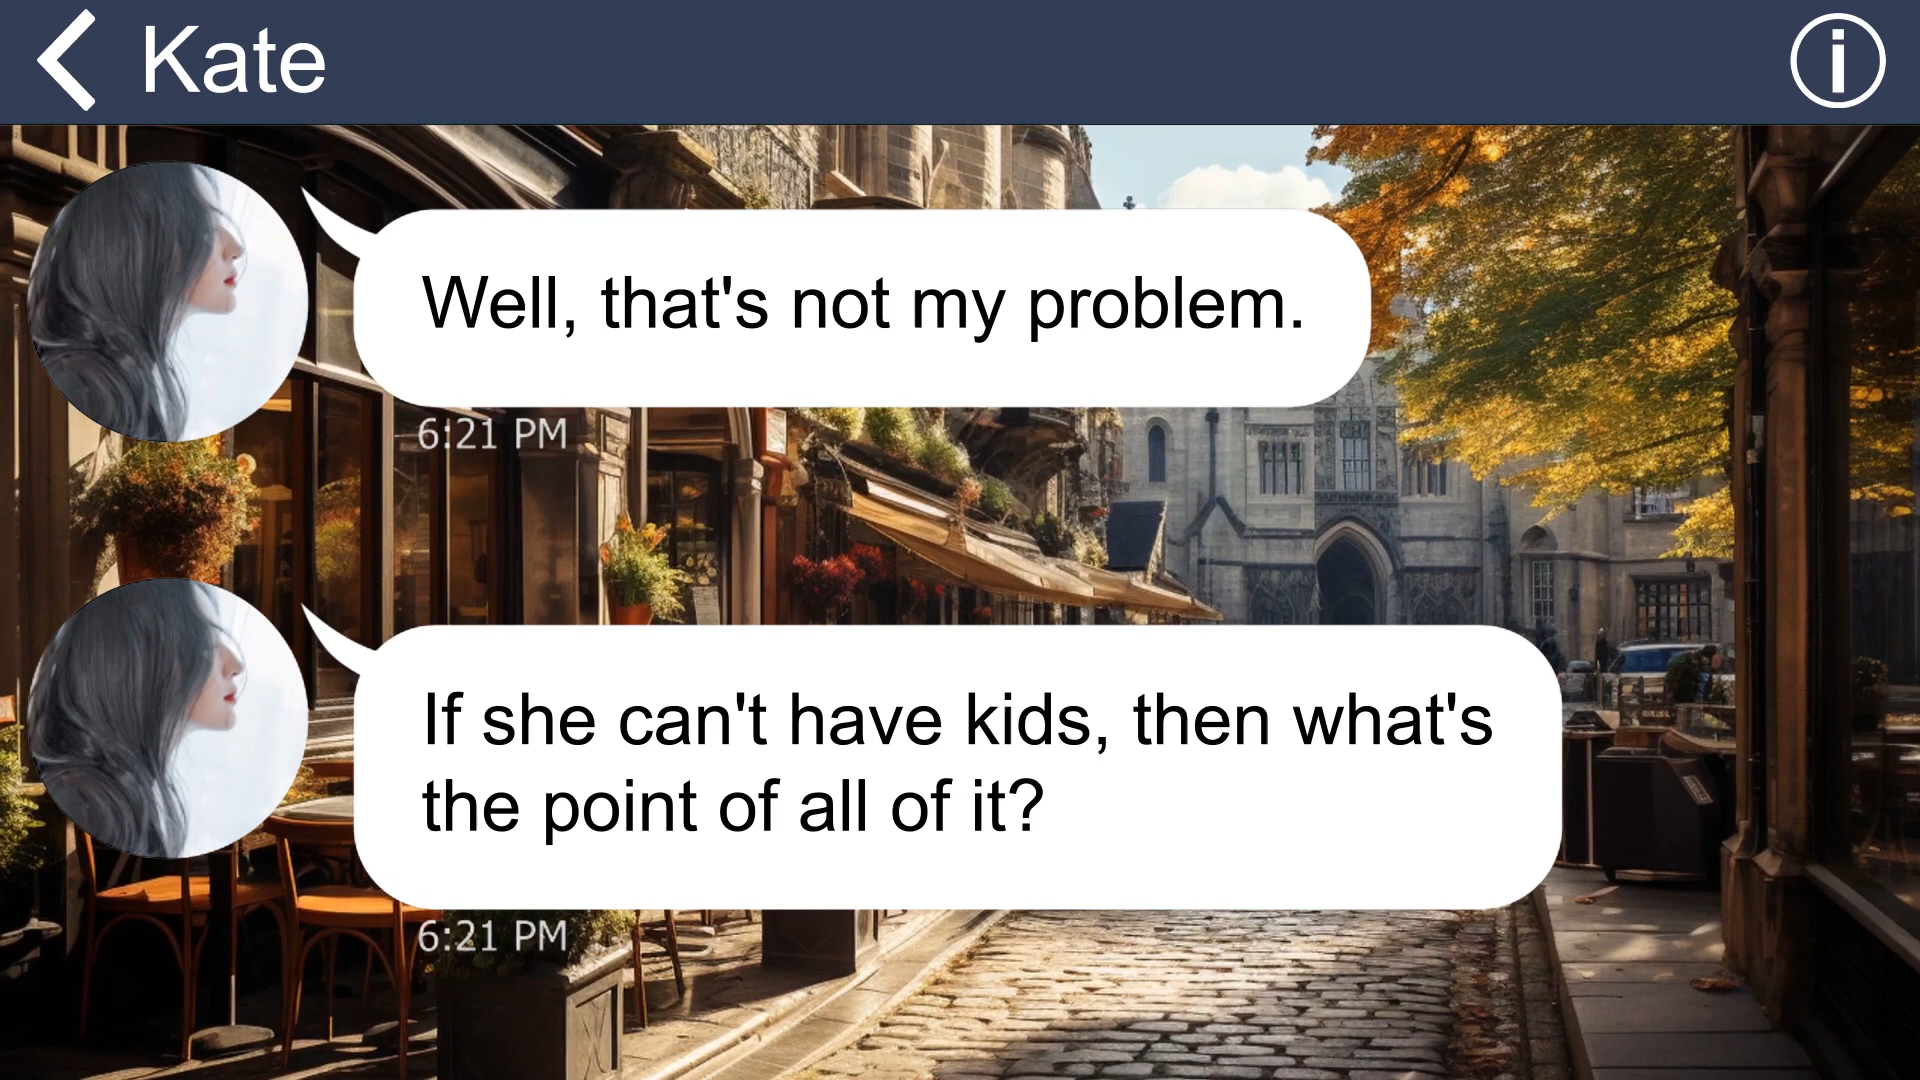 Kate
Well, that's not my problem.
6:21 PM
If she can't have kids, then what's
the point of all of it?
6:21 PM